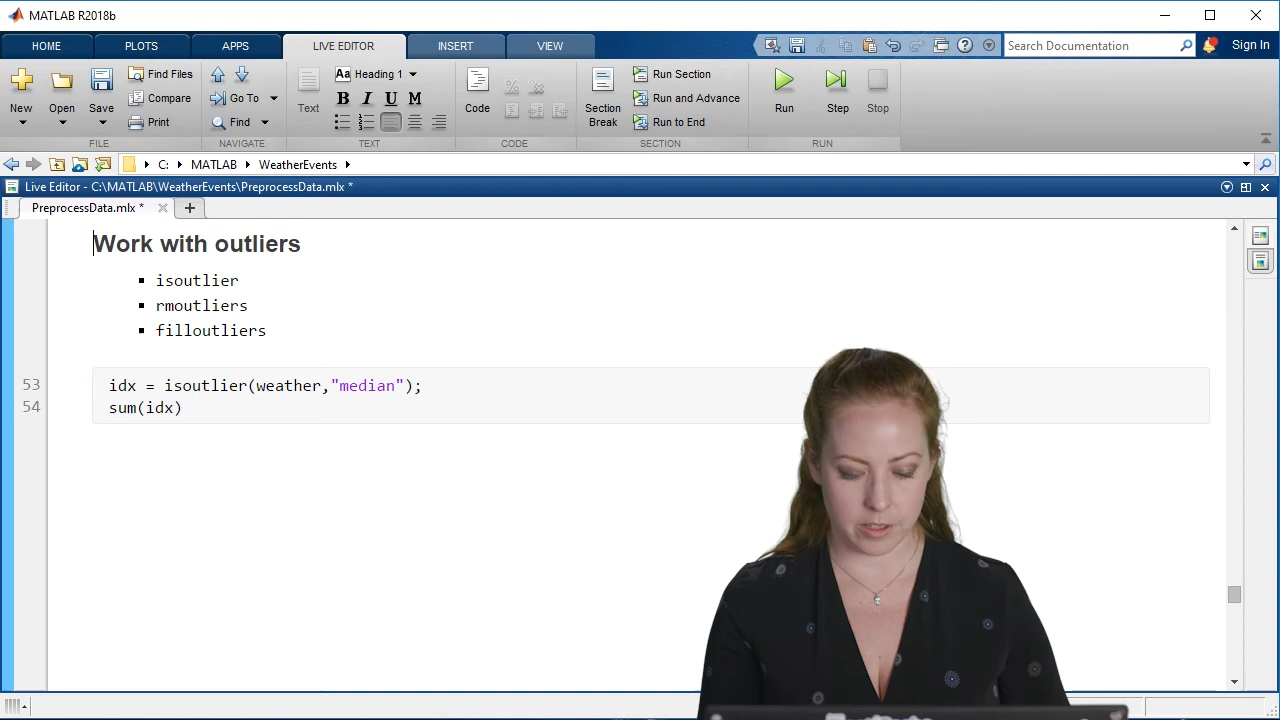 MATLAB R2018b
HOME PLOTS APPS LIVE EDITOR INSERT VIEW Search Documentation Sign In
New Open Save Find Files Compare Print Go To Find Text Aa Heading 1 B I U M Code Section Break Run Section Run and Advance Run to End Run Step Stop
FILE NAVIGATE TEXT CODE SECTION RUN
C: MATLAB WeatherEvents
Live Editor - C:\MATLAB\WeatherEvents\PreprocessData.mlx *
PreprocessData.mlx *
Work with outliers
isoutlier
rmoutliers
filloutliers
53 idx = isoutlier(weather,"median");
54 sum(idx)